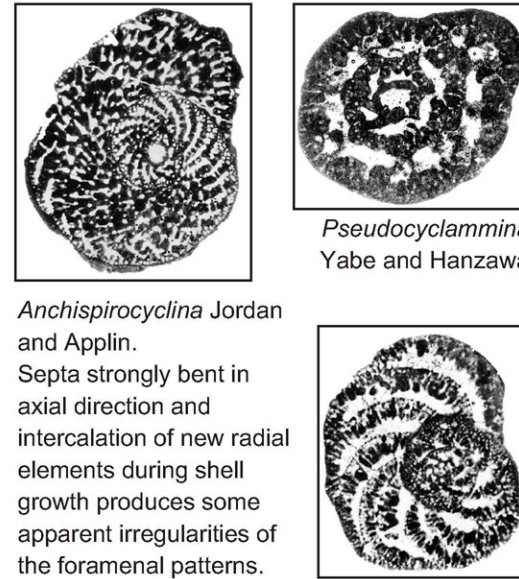 Pseudocyclammina
Yabe and Hanzawa
Anchispirocyclina Jordan
and Applin.
Septa strongly bent in
axial direction and
intercalation of new radial
elements during shell
growth produces some
apparent irregularities of
the foramenal patterns.